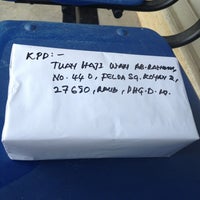 KPD:-
TUAN HAJI WAN AB.RAHMAN,
NO. 440, FELDA SG. KOYAN 2,
27650, RAUB, PHG. D. M.